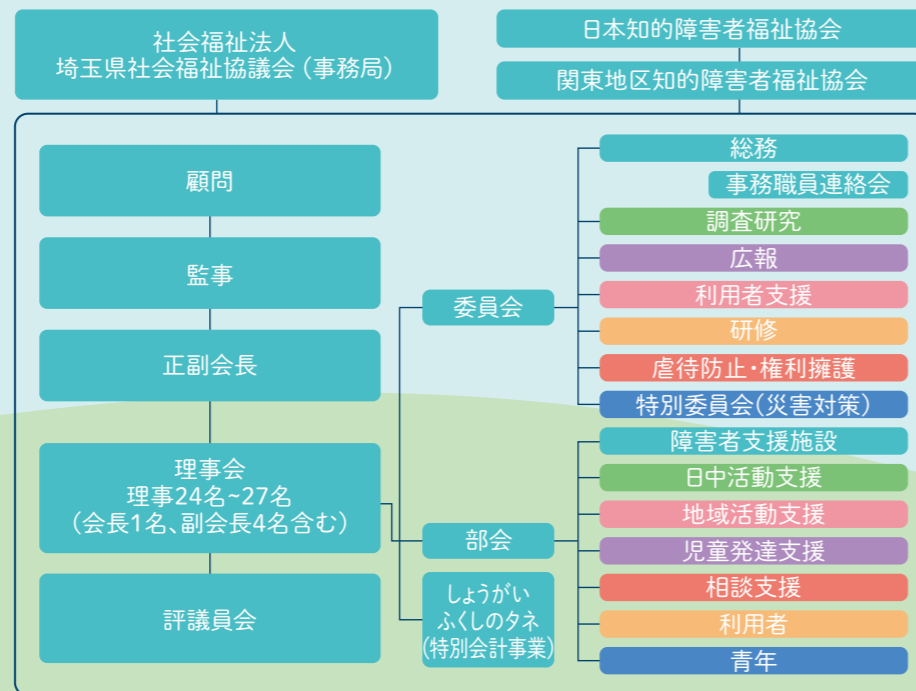 社会福祉法人
埼玉県社会福祉協議会（事務局）
日本知的障害者福祉協会
関東地区知的障害者福祉協会
顧問
監事
正副会長
理事会
理事24名~27名
（会長1名、副会長4名含む）
評議員会
委員会
部会
しょうがい
ふくしのタネ
(特別会計事業)
総務
事務職員連絡会
調査研究
広報
利用者支援
研修
虐待防止・権利擁護
特別委員会（災害対策）
障害者支援施設
日中活動支援
地域活動支援
児童発達支援
相談支援
利用者
青年